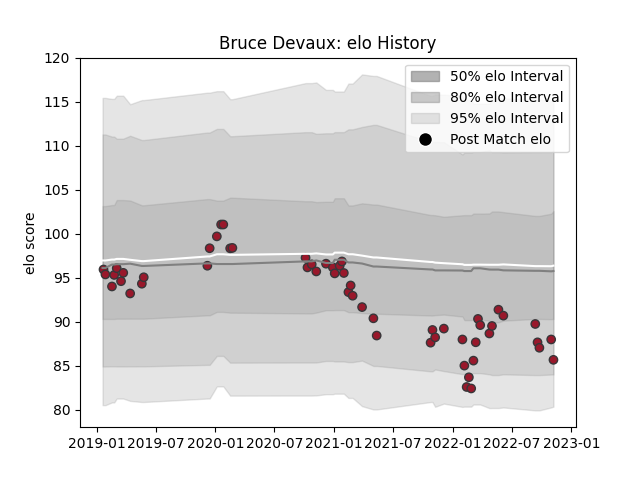 Bruce Devaux: elo History
120
115
110
105
100
95
90
85
80
elo score
50% elo Interval
80% elo Interval
95% elo Interval
Post Match elo
2019-01 2019-07 2020-01 2020-07 2021-01 2021-07 2022-01 2022-07 2023-01